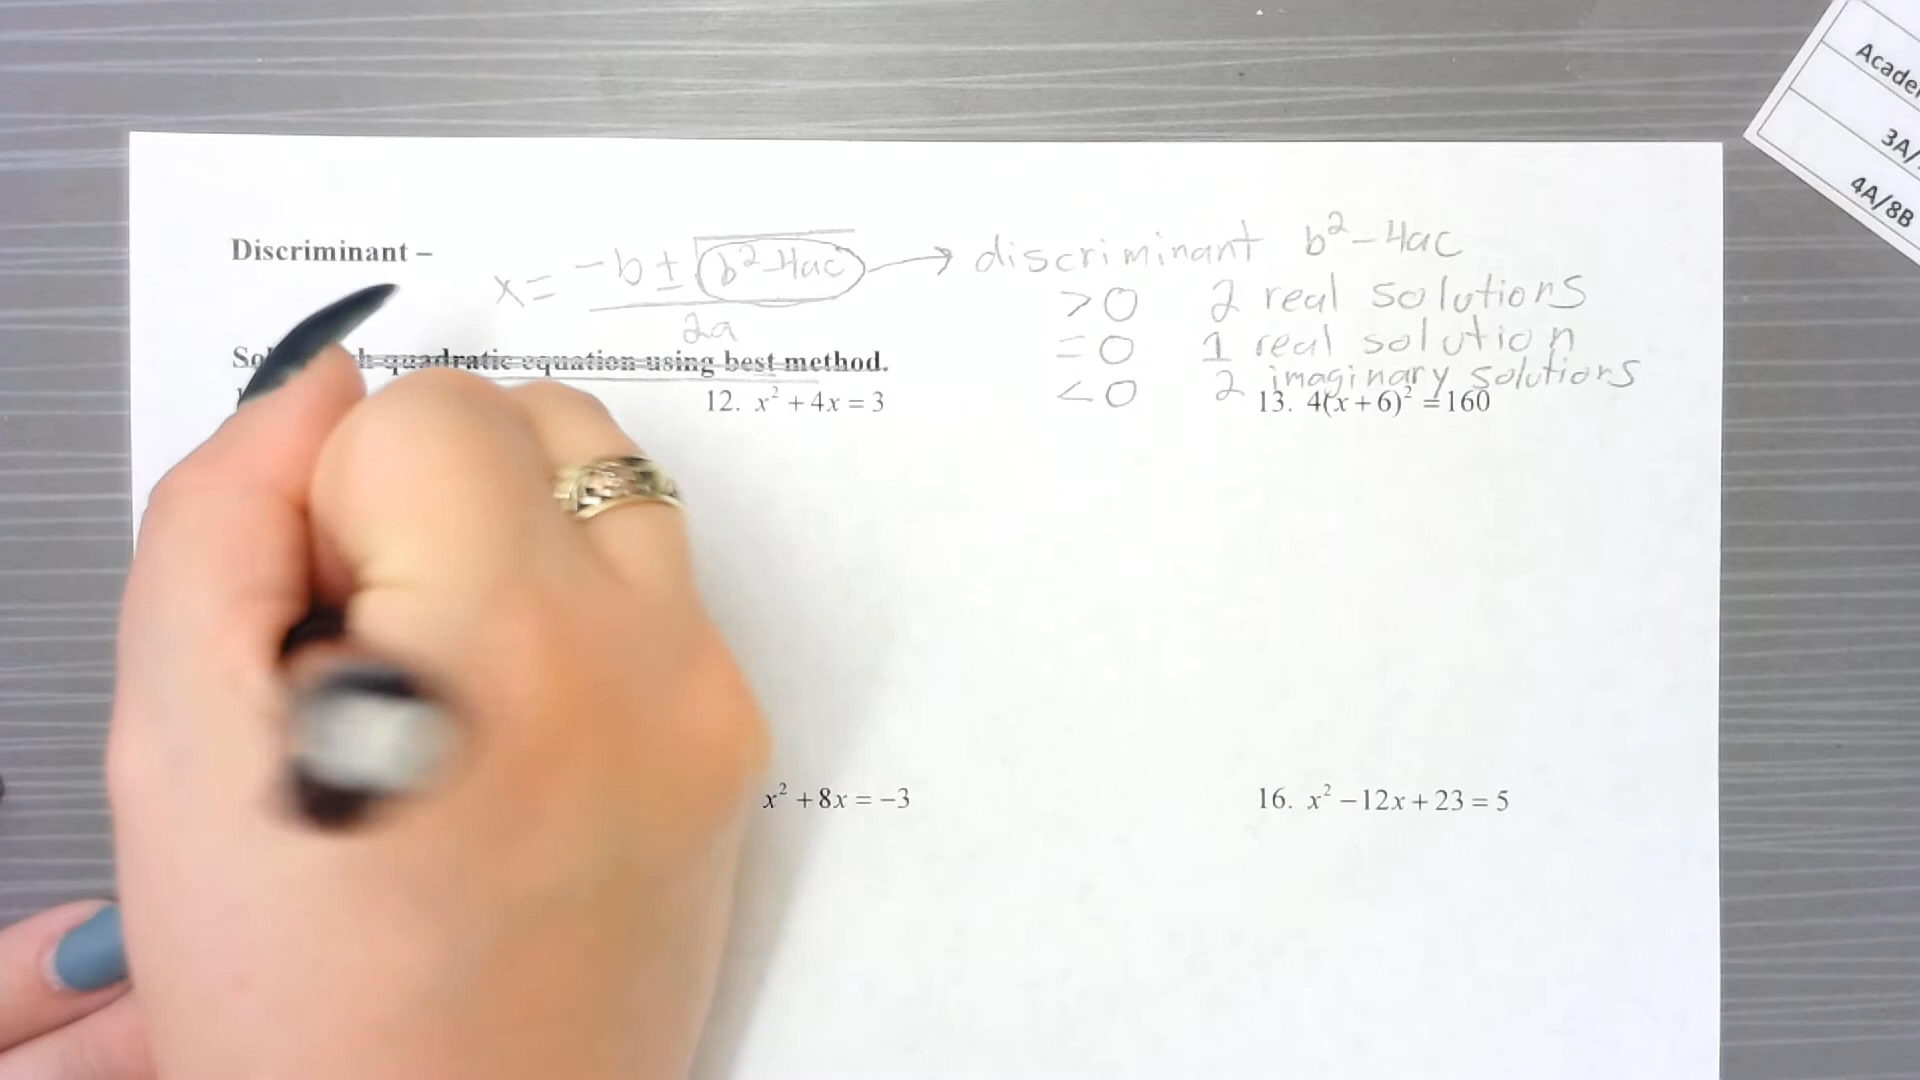 Acade
3A/
4A/8B
Discriminant –
x = -b ± √b²-4ac → discriminant b²-4ac
2a
>0 2 real solutions
=0 1 real solution
<0 2 imaginary solutions
quadratic equation using best method.
12. x² + 4x = 3
13. 4(x + 6)² = 160
x² + 8x = −3
16. x² − 12x + 23 = 5